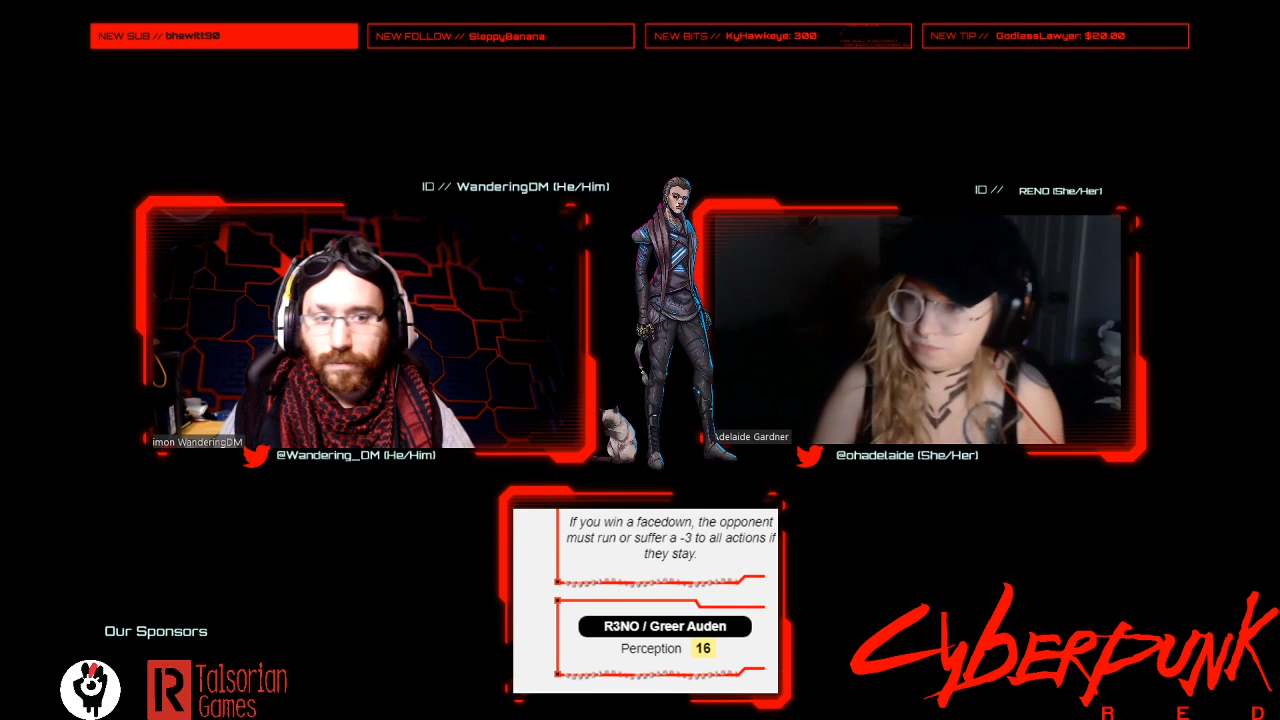 NEW SUB // bhewitt90
NEW FOLLOW // SlappyBanana
NEW BITS // KyHawkeye: 300
NEW TIP // GodlessLawyer: $20.00
ID // WanderingDM (He/Him)
ID // RENO (She/Her)
imon WanderingDM
Adelaide Gardner
@Wandering_DM (He/Him)
@ohadelaide (She/Her)
If you win a facedown, the opponent
must run or suffer a -3 to all actions if
they stay.
R3NO / Greer Auden
Perception 16
Our Sponsors
R Talsorian
Games
Cyberpunk
RED